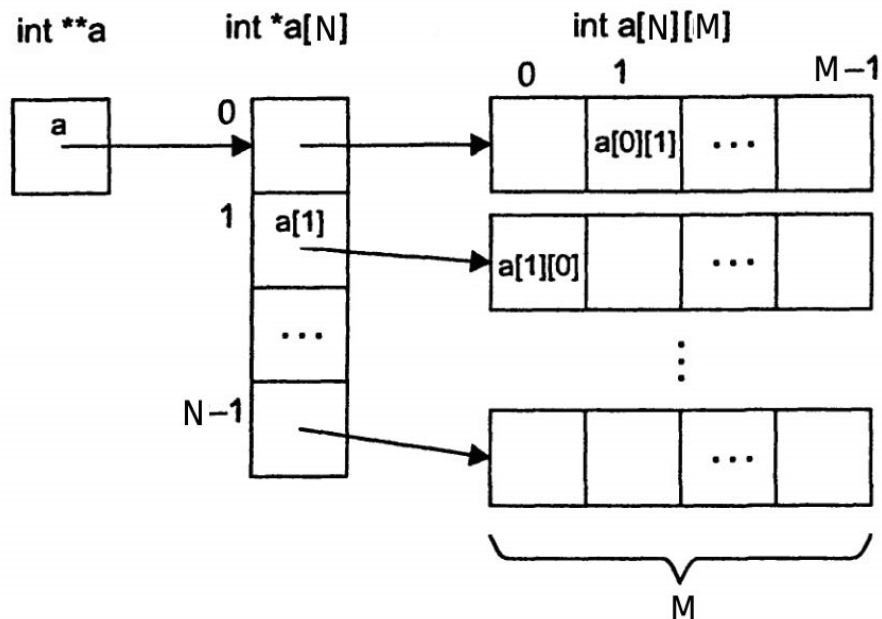 int **a int *a[N] int a[N][M]
0 1 M–1
0
a a[0][1] ...
1 a[1]
a[1][0] ...
...
N–1
...
M